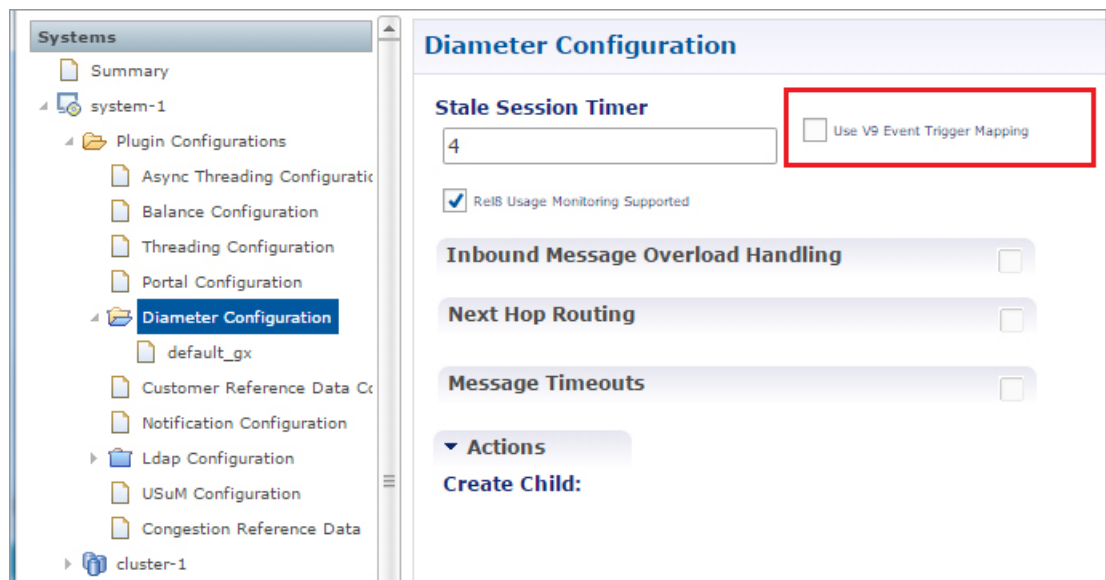 Systems
Summary
system-1
Plugin Configurations
Async Threading Configuratic
Balance Configuration
Threading Configuration
Portal Configuration
Diameter Configuration
default_gx
Customer Reference Data Cc
Notification Configuration
Ldap Configuration
USuM Configuration
Congestion Reference Data
cluster-1
Diameter Configuration
Stale Session Timer
4
Use V9 Event Trigger Mapping
Rel8 Usage Monitoring Supported
Inbound Message Overload Handling
Next Hop Routing
Message Timeouts
Actions
Create Child: